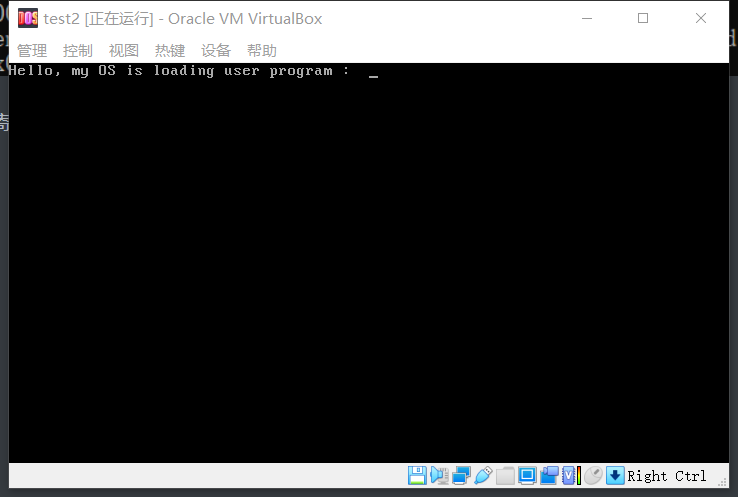 test2 [正在运行] - Oracle VM VirtualBox
管理 控制 视图 热键 设备 帮助
Hello, my OS is loading user program : _
Right Ctrl